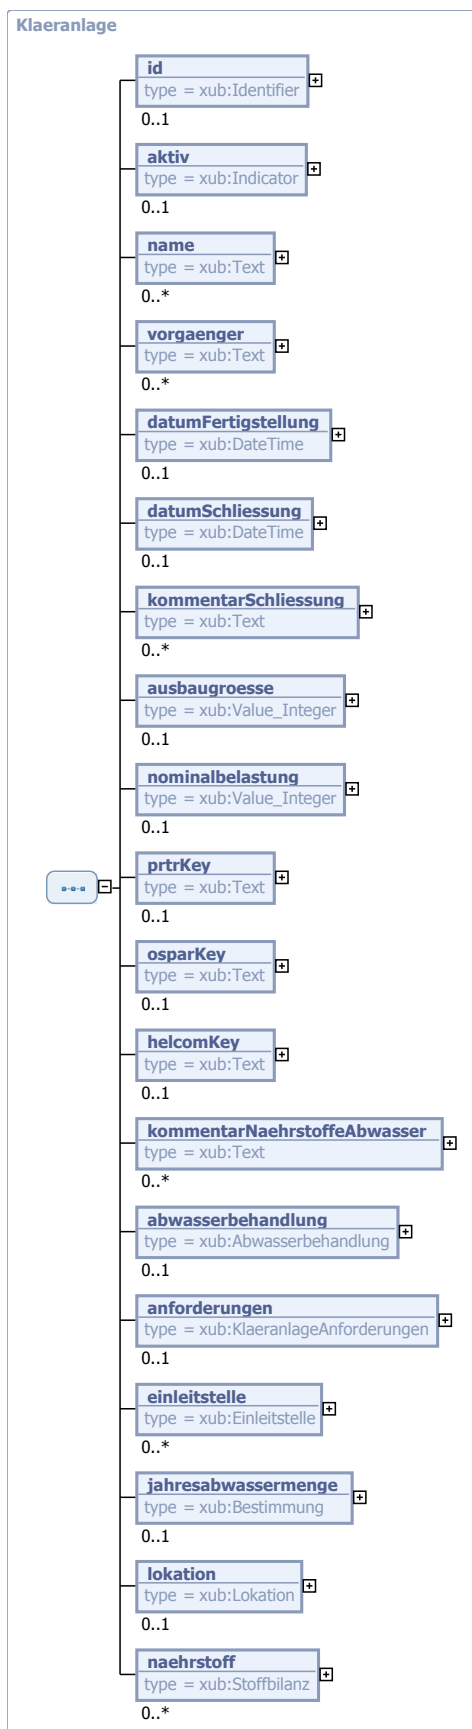 Klaeranlage
id
type = xub:Identifier
0..1
aktiv
type = xub:Indicator
0..1
name
type = xub:Text
0..*
vorgaenger
type = xub:Text
0..*
datumFertigstellung
type = xub:DateTime
0..1
datumSchliessung
type = xub:DateTime
0..1
kommentarSchliessung
type = xub:Text
0..*
ausbaugroesse
type = xub:Value_Integer
0..1
nominalbelastung
type = xub:Value_Integer
0..1
prtrKey
type = xub:Text
0..1
osparKey
type = xub:Text
0..1
helcomKey
type = xub:Text
0..1
kommentarNaehrstoffeAbwasser
type = xub:Text
0..*
abwasserbehandlung
type = xub:Abwasserbehandlung
0..1
anforderungen
type = xub:KlaeranlageAnforderungen
0..1
einleitstelle
type = xub:Einleitstelle
0..*
jahresabwassermenge
type = xub:Bestimmung
0..1
lokation
type = xub:Lokation
0..1
naehrstoff
type = xub:Stoffbilanz
0..*